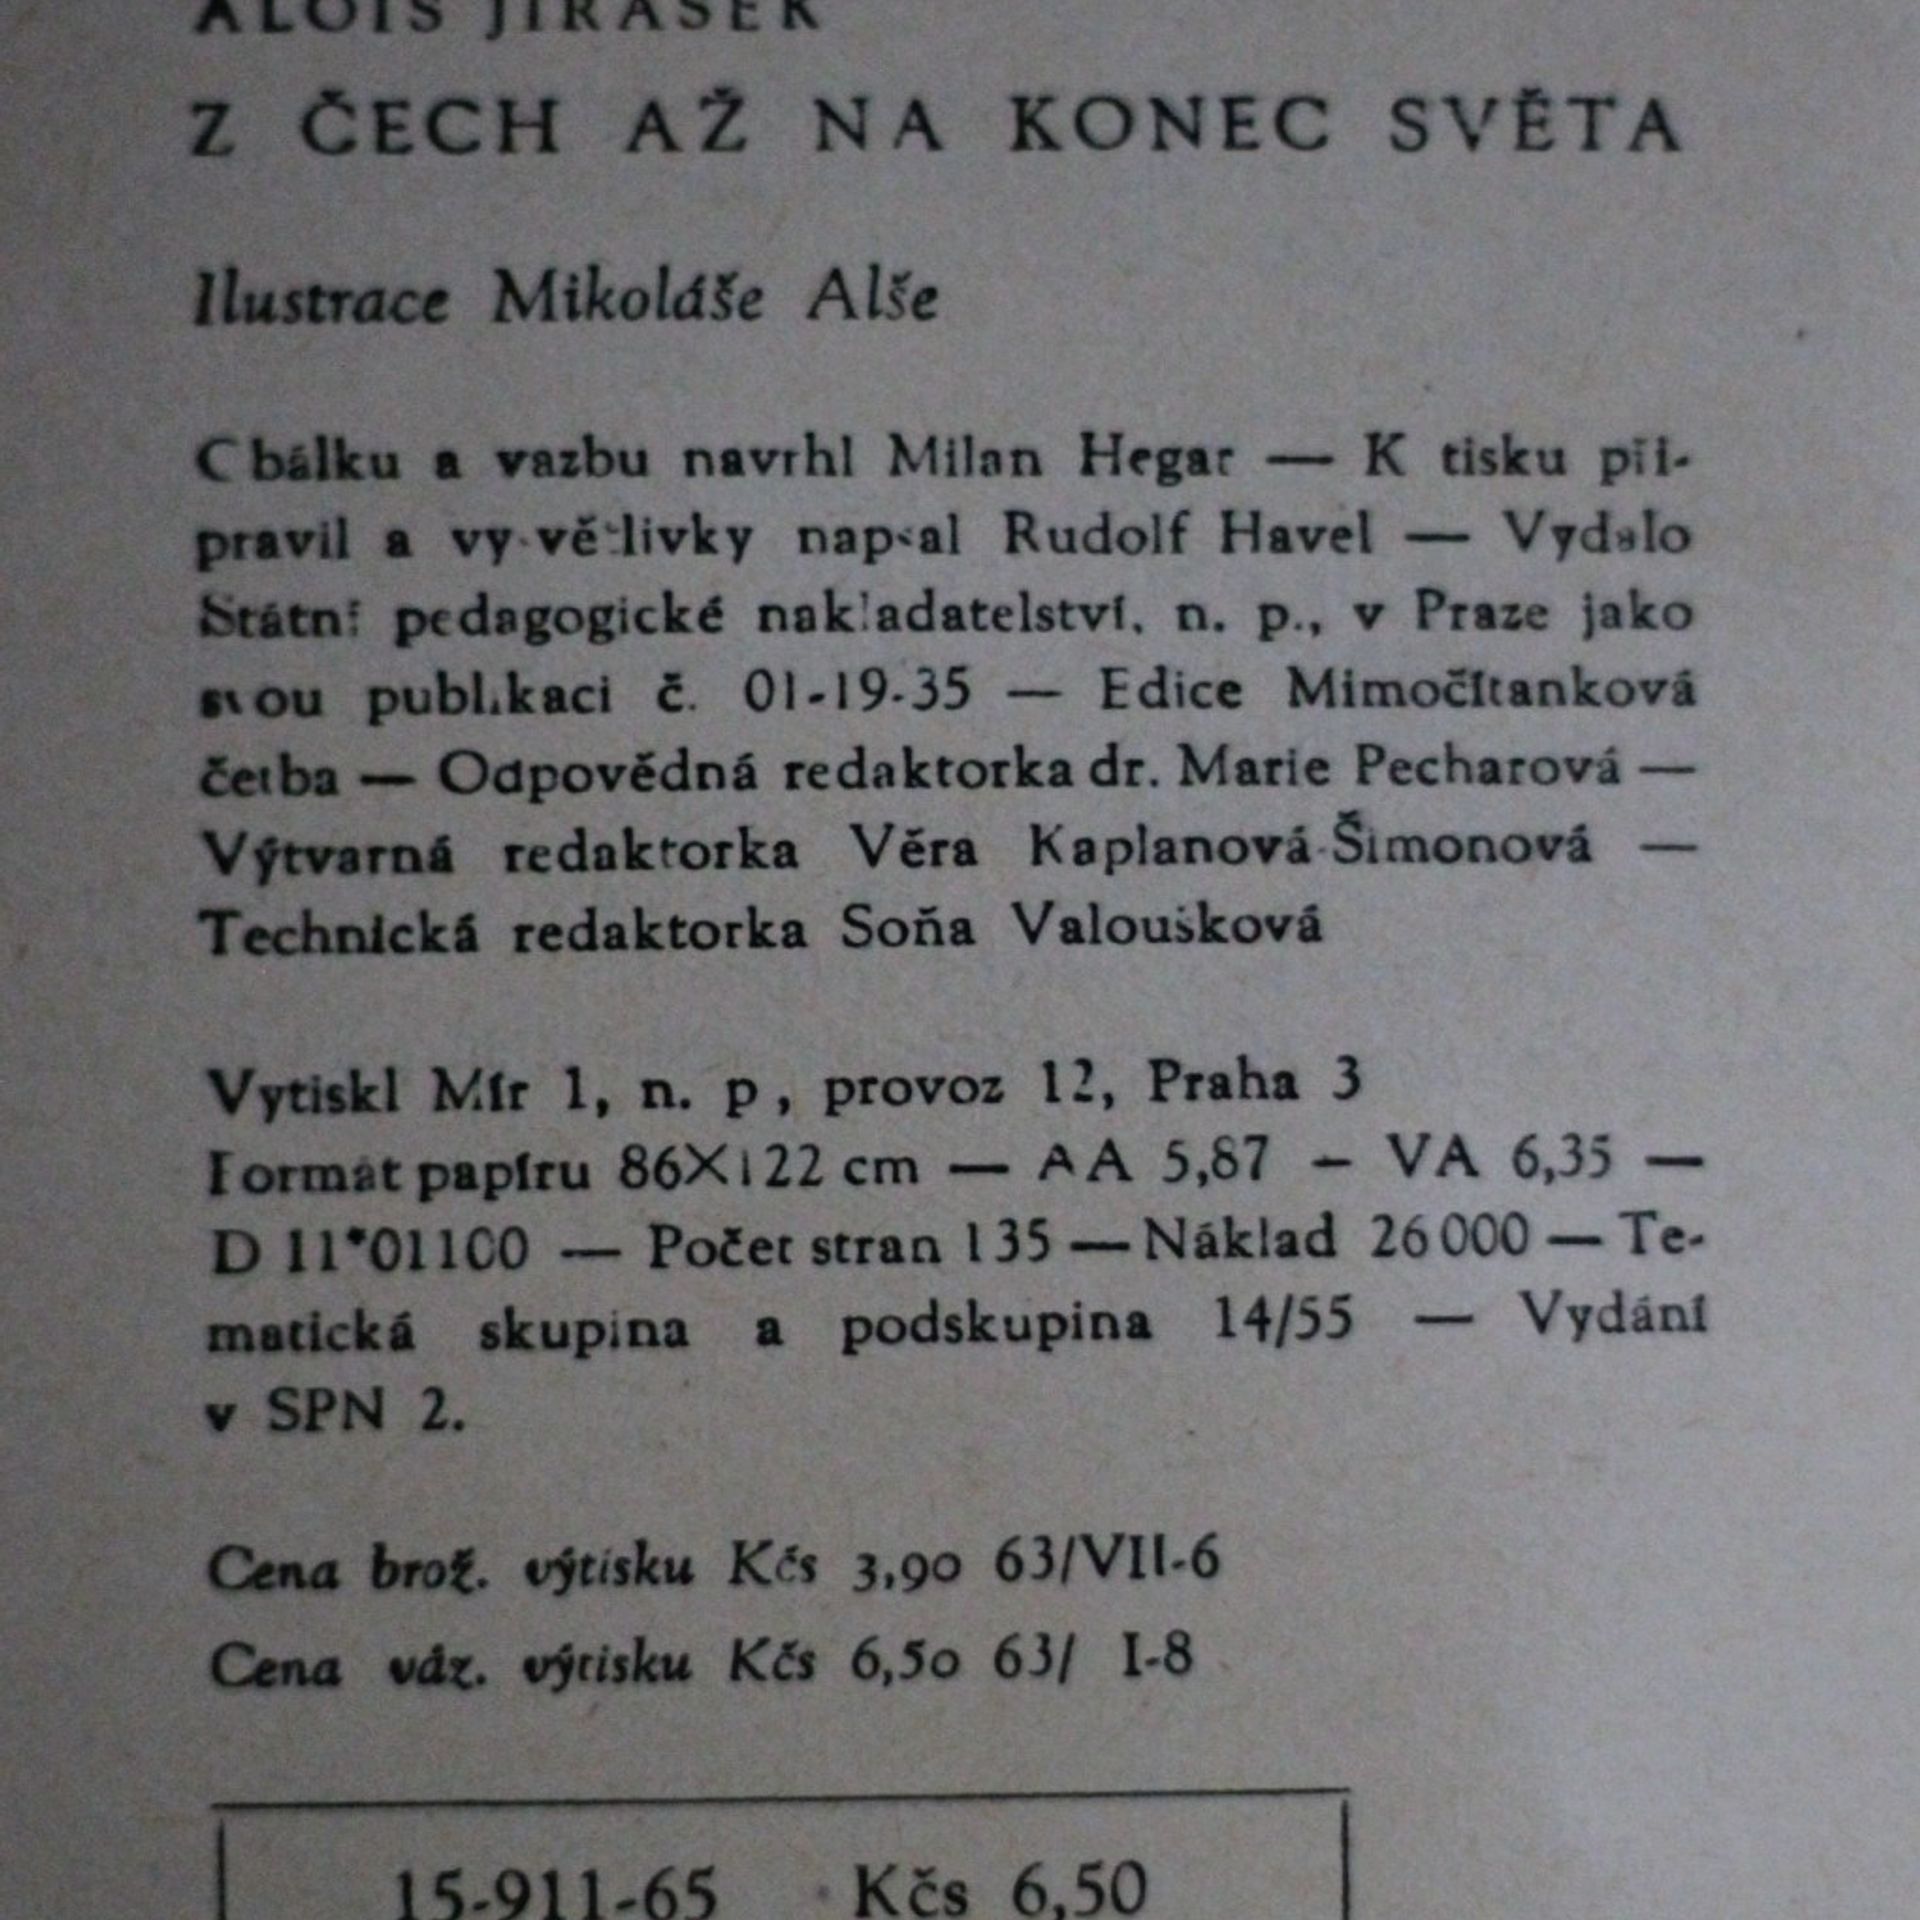 ALOIS JIRÁSEK
Z ČECH AŽ NA KONEC SVĚTA
Ilustrace Mikoláše Alše
Obálku a vazbu navrhl Milan Hegar — K tisku při-
pravil a vysvětlivky napsal Rudolf Havel — Vydalo
Státní pedagogické nakladatelství, n. p., v Praze jako
svou publikaci č. 01-19-35 — Edice Mimočítanková
četba — Odpovědná redaktorka dr. Marie Pecharová —
Výtvarná redaktorka Věra Kaplanová-Šimonová —
Technická redaktorka Soňa Valoušková
Vytiskl Mír 1, n. p., provoz 12, Praha 3
Formát papíru 86X122 cm — AA 5,87 — VA 6,35 —
D 11*01100 — Počet stran 135 — Náklad 26 000 — Te-
matická skupina a podskupina 14/55 — Vydání
v SPN 2.
Cena brož. výtisku Kčs 3,90 63/VII-6
Cena váz. výtisku Kčs 6,50 63/ I-8
15-911-65 Kčs 6,50